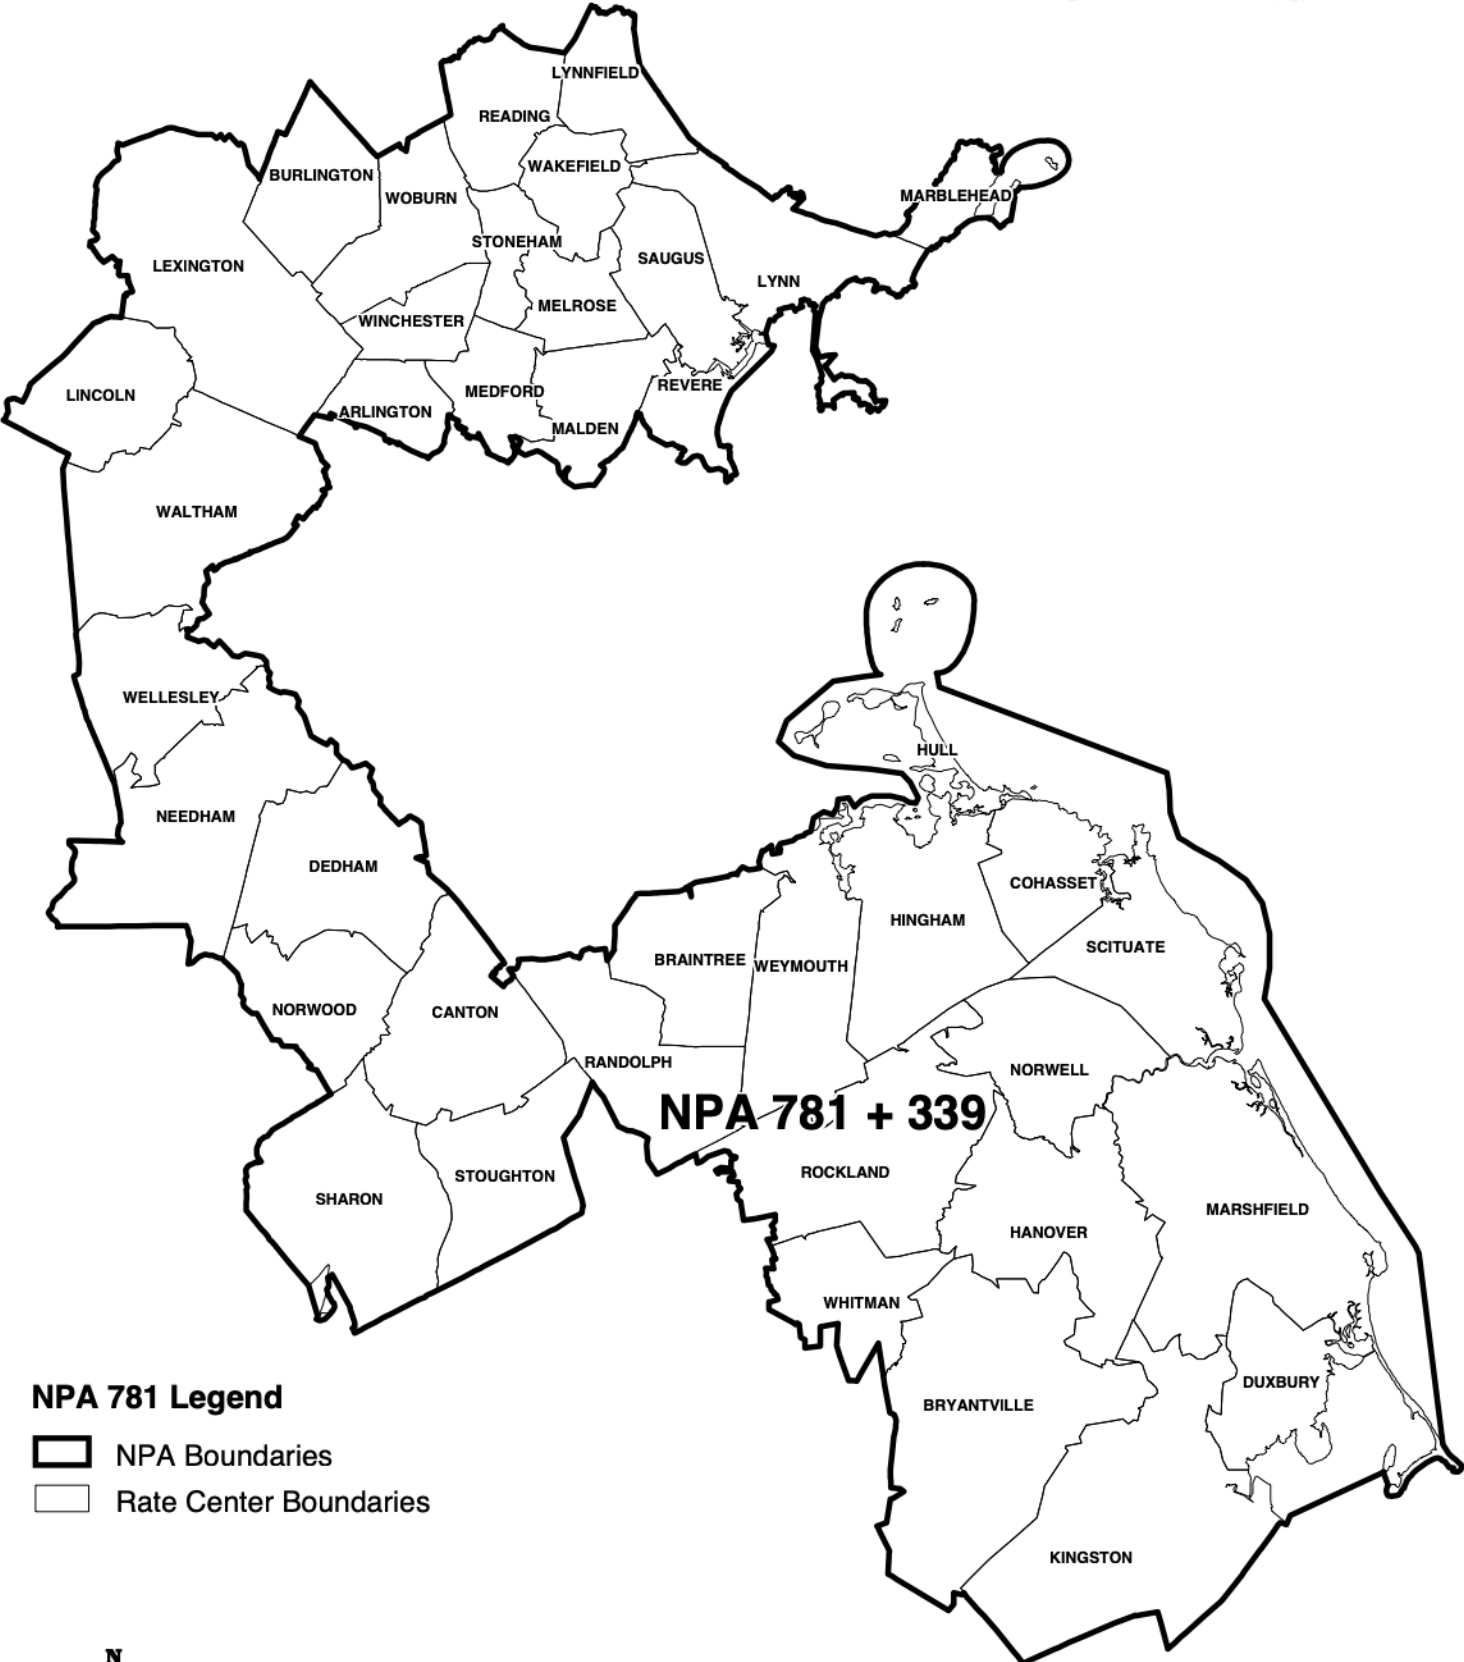 LYNNFIELD
READING
WAKEFIELD
BURLINGTON
WOBURN
MARBLEHEAD
STONEHAM
SAUGUS
LEXINGTON
LYNN
MELROSE
WINCHESTER
REVERE
MEDFORD
LINCOLN
ARLINGTON
MALDEN
WALTHAM
WELLESLEY
HULL
NEEDHAM
DEDHAM
COHASSET
HINGHAM
SCITUATE
BRAINTREE
WEYMOUTH
NORWOOD
CANTON
RANDOLPH
NORWELL
NPA 781 + 339
ROCKLAND
STOUGHTON
SHARON
MARSHFIELD
HANOVER
WHITMAN
DUXBURY
BRYANTVILLE
NPA 781 Legend
NPA Boundaries
Rate Center Boundaries
KINGSTON
N